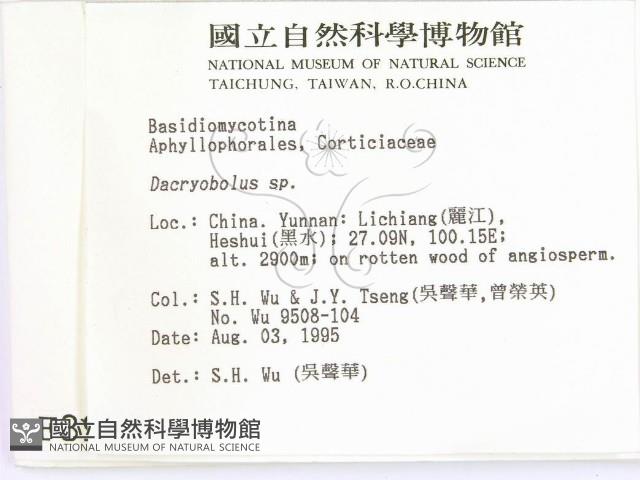 國立自然科學博物館
NATIONAL MUSEUM OF NATURAL SCIENCE
TAICHUNG, TAIWAN, R.O.CHINA
Basidiomycotina
Aphyllophorales, Corticiaceae
Dacryobolus sp.
Loc.: China. Yunnan: Lichiang(麗江),
Heshui(黑水); 27.09N, 100.15E;
alt. 2900m; on rotten wood of angiosperm.
Col.: S.H. Wu & J.Y. Tseng(吳聲華,曾榮英)
No. Wu 9508-104
Date: Aug. 03, 1995
Det.: S.H. Wu (吳聲華)
國立自然科學博物館
NATIONAL MUSEUM OF NATURAL SCIENCE